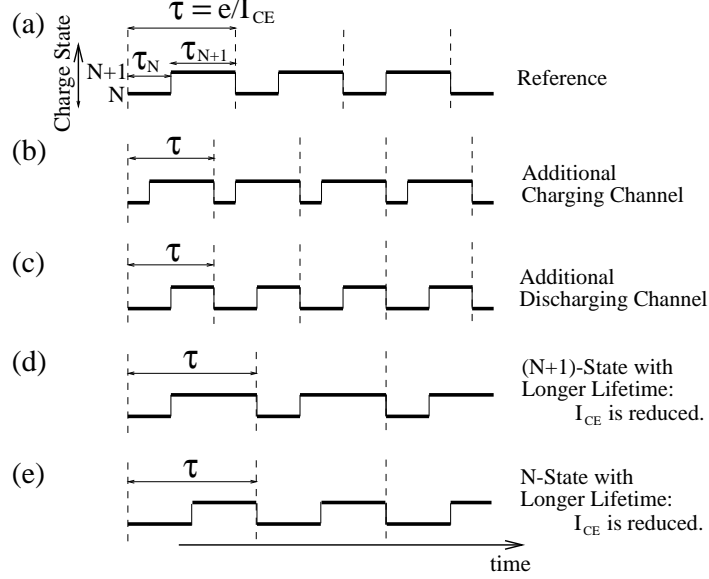 (a)
τ = e/I_CE
Charge State
N+1
N
τ_N
τ_N+1
Reference
(b)
τ
Additional
Charging Channel
(c)
τ
Additional
Discharging Channel
(d)
τ
(N+1)-State with
Longer Lifetime:
I_CE is reduced.
(e)
τ
N-State with
Longer Lifetime:
I_CE is reduced.
time